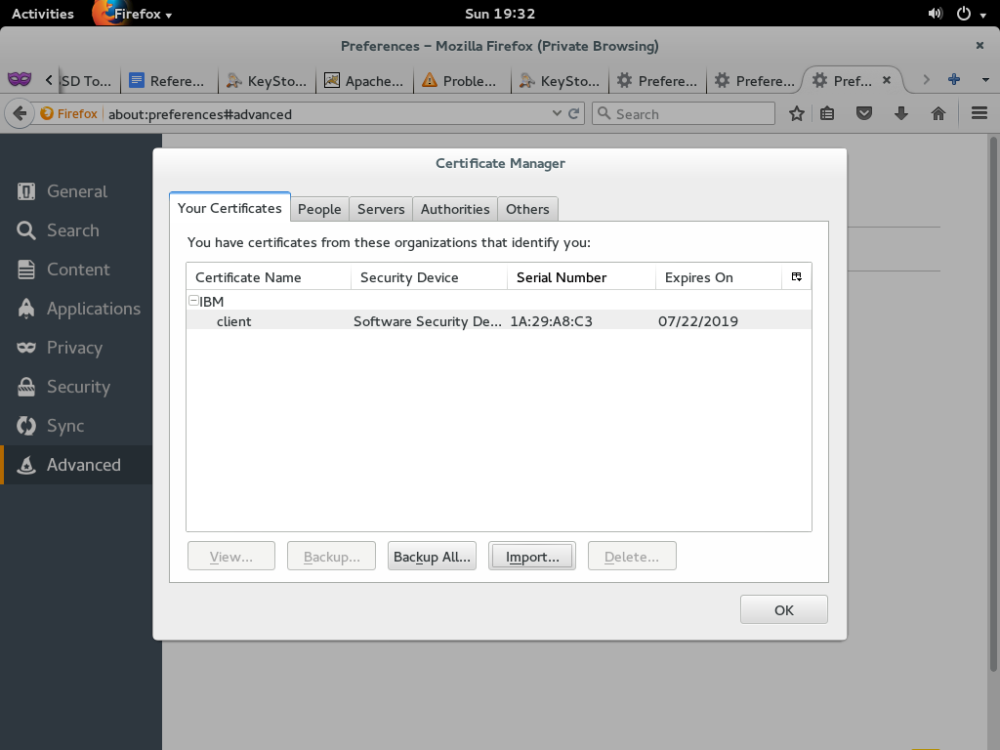 Activities Firefox Sun 19:32
Preferences – Mozilla Firefox (Private Browsing)
SD To... Refere... KeySto... Apache... Proble... KeySto... Prefere... Prefere... Pref...
Firefox about:preferences#advanced Search
Certificate Manager
General
Search
Content
Applications
Privacy
Security
Sync
Advanced
Your Certificates People Servers Authorities Others
You have certificates from these organizations that identify you:
Certificate Name Security Device Serial Number Expires On
IBM
client Software Security De... 1A:29:A8:C3 07/22/2019
View... Backup... Backup All... Import... Delete...
OK